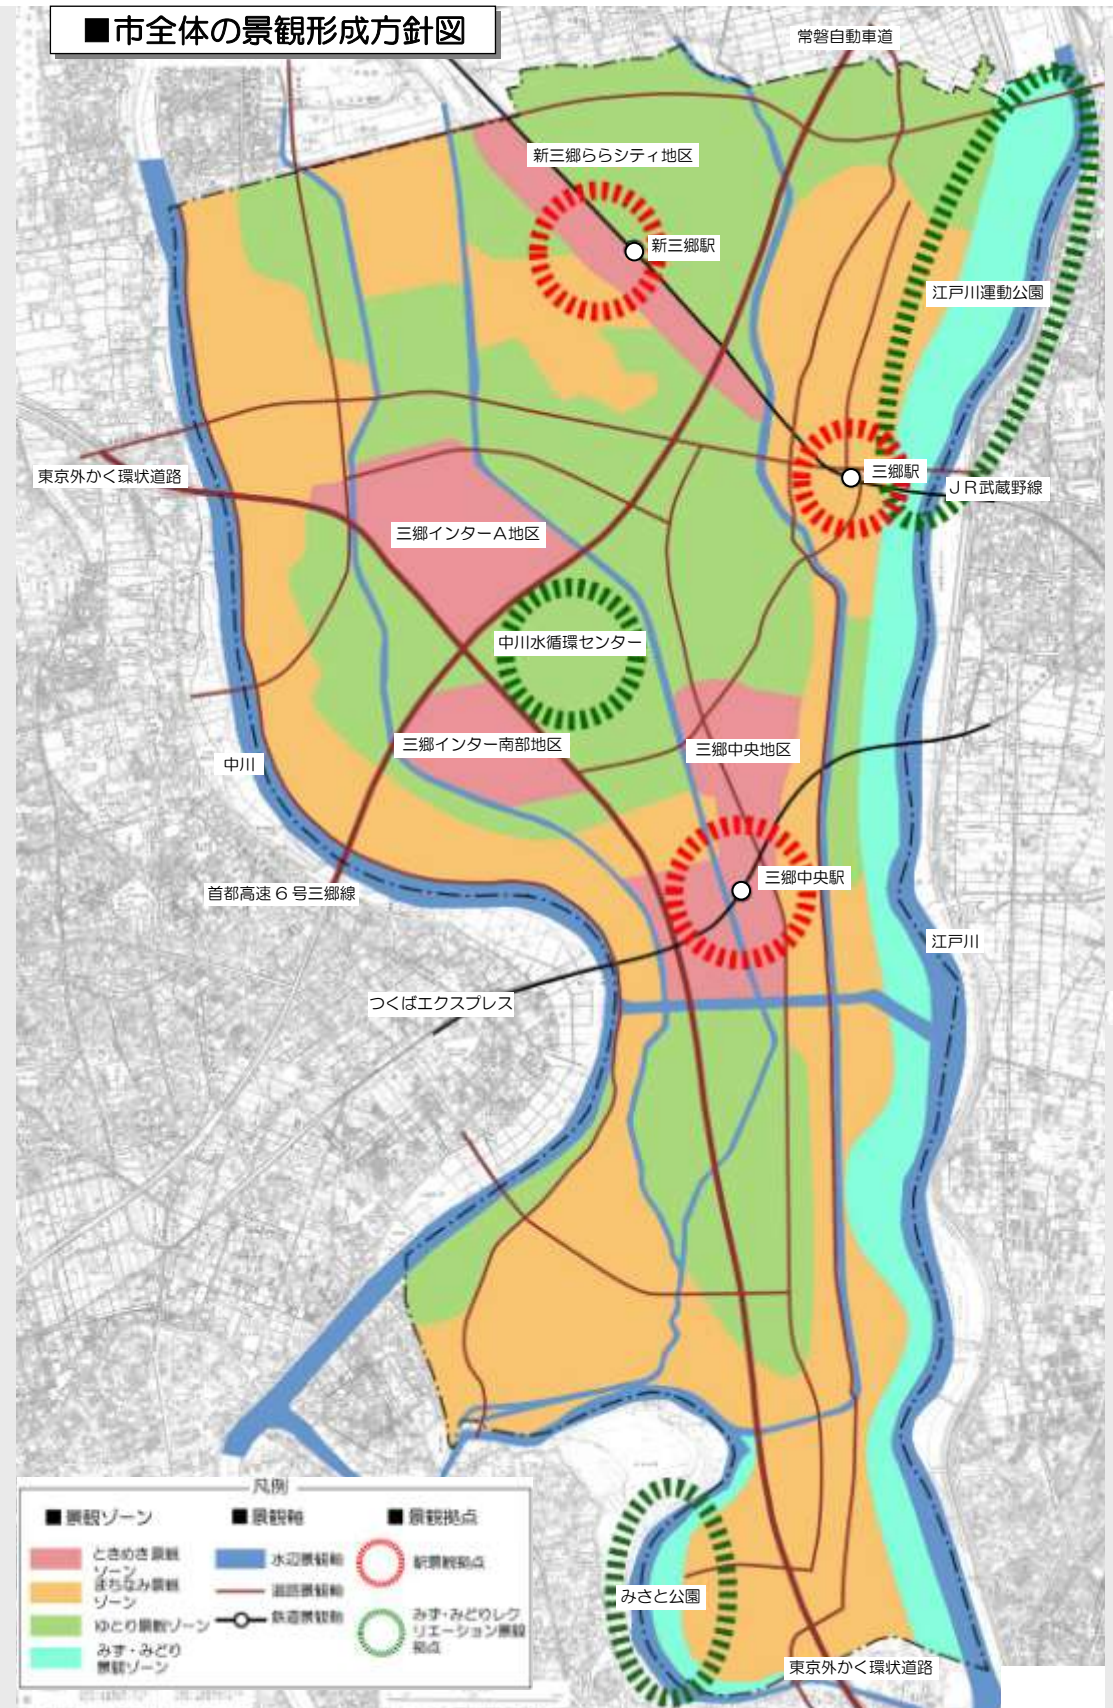 ■市全体の景観形成方針図
常磐自動車道
新三郷ららシティ地区
新三郷駅
江戸川運動公園
東京外かく環状道路
三郷駅
JR武蔵野線
三郷インターA地区
中川水循環センター
三郷インター南部地区
三郷中央地区
中川
三郷中央駅
首都高速6号三郷線
江戸川
つくばエクスプレス
みさと公園
東京外かく環状道路
凡例
■景観ゾーン
ときめき景観
ゾーン
まちなみ景観
ゾーン
ゆとり景観ゾーン
みず・みどり
景観ゾーン
■景観軸
水辺景観軸
道路景観軸
鉄道景観軸
■景観拠点
駅景観拠点
みず・みどりレク
リエーション景観
拠点